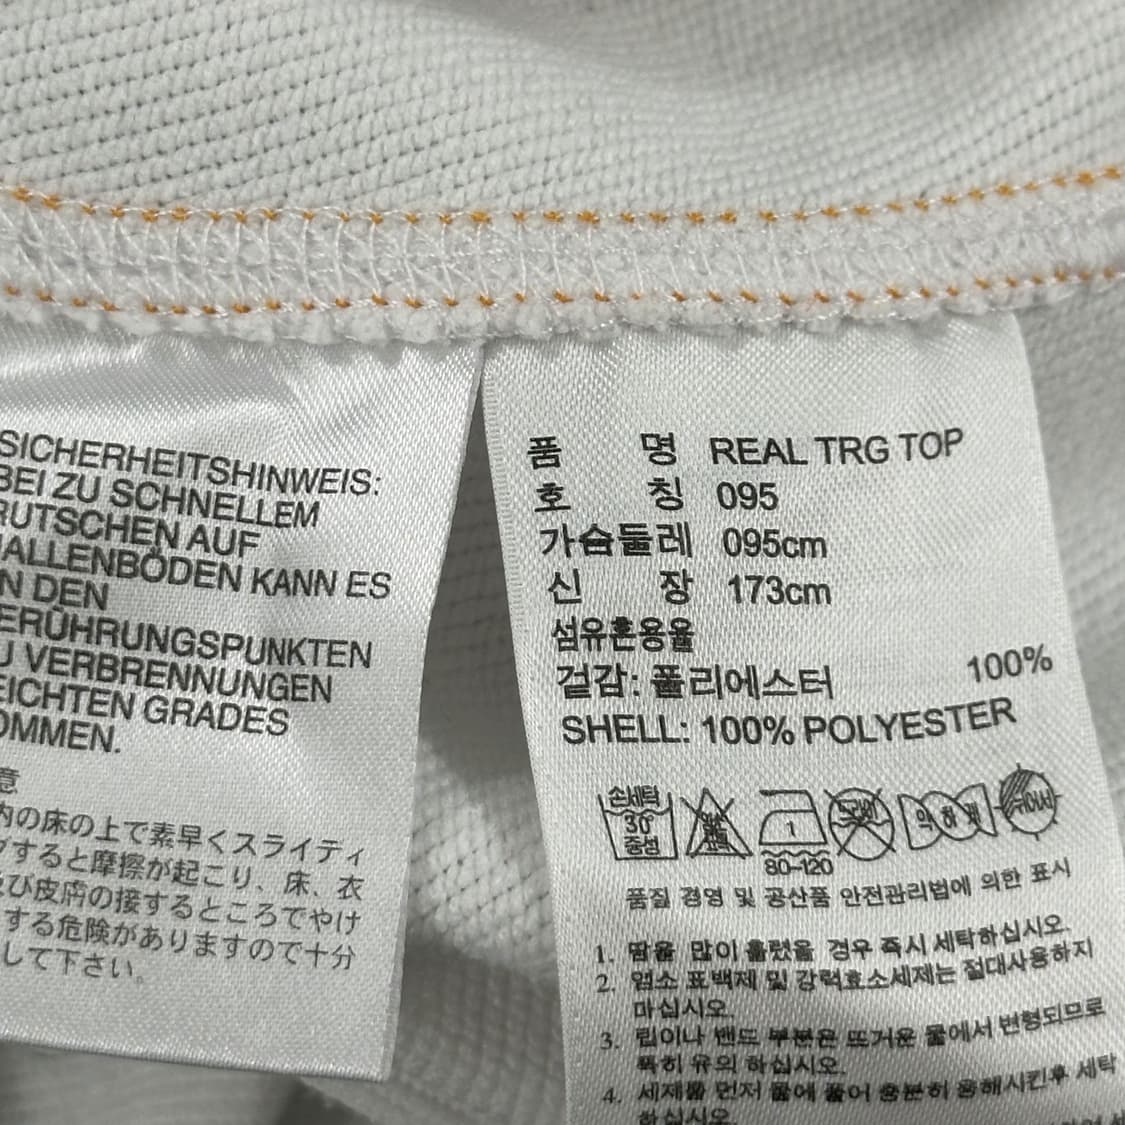 SICHERHEITSHINWEIS:
BEI ZU SCHNELLEM
RUTSCHEN AUF
HALLENBÖDEN KANN ES
N DEN
ERÜHRUNGSPUNKTEN
U VERBRENNUNGEN
EICHTEN GRADES
OMMEN.
意
内の床の上で素早くスライディ
グすると摩擦が起こり、床、衣
及び皮膚の接するところでやけ
する危険がありますので十分
して下さい。
품 명 REAL TRG TOP
호 칭 095
가슴둘레 095cm
신 장 173cm
섬유혼용율
겉감: 폴리에스터 100%
SHELL: 100% POLYESTER
손세탁
30°
중성
1
80-120
드라이
약하게
뉘어서
품질 경영 및 공산품 안전관리법에 의한 표시
1. 땀을 많이 흘렸을 경우 즉시 세탁하십시오.
2. 염소 표백제 및 강력효소세제는 절대사용하지
마십시오.
3. 립이나 밴드 부분은 뜨거운 물에서 변형되므로
특히 유의 하십시오.
4. 세제를 먼저 물에 풀어 충분히 용해시킨후 세탁
하십시오.